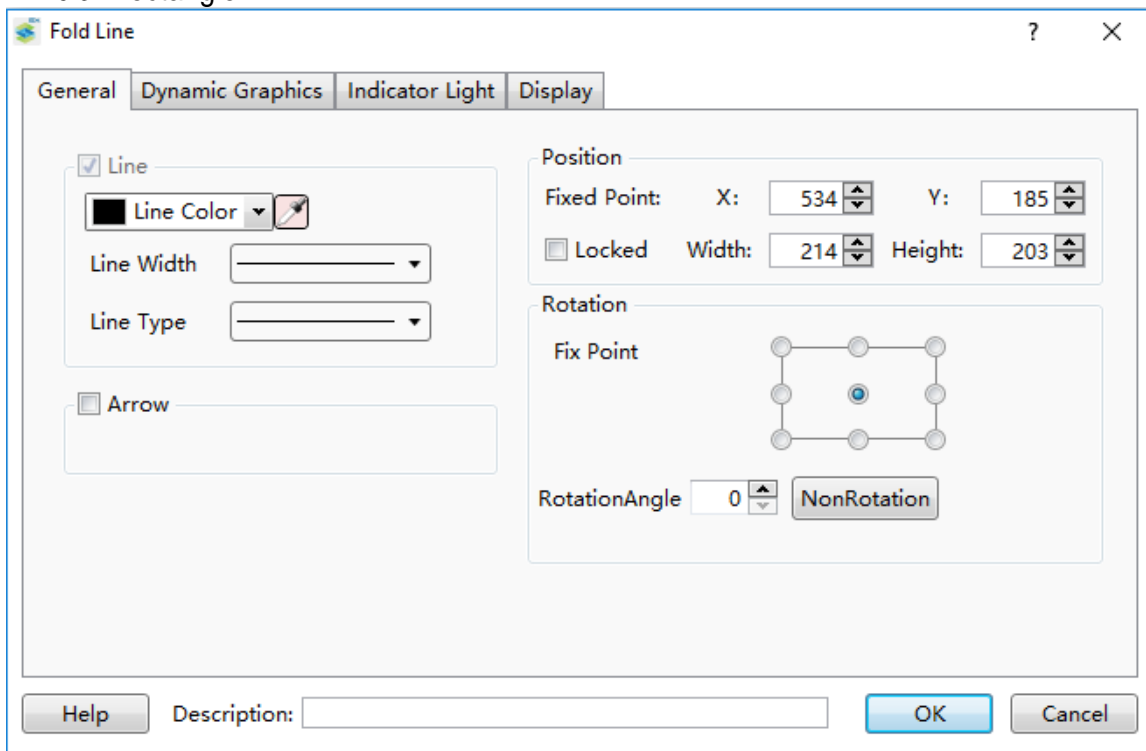 Fold Line ?
General Dynamic Graphics Indicator Light Display
Line
Line Color
Line Width
Line Type
Arrow
Position
Fixed Point: X: 534 Y: 185
Locked Width: 214 Height: 203
Rotation
Fix Point
RotationAngle 0 NonRotation
Help Description: OK Cancel